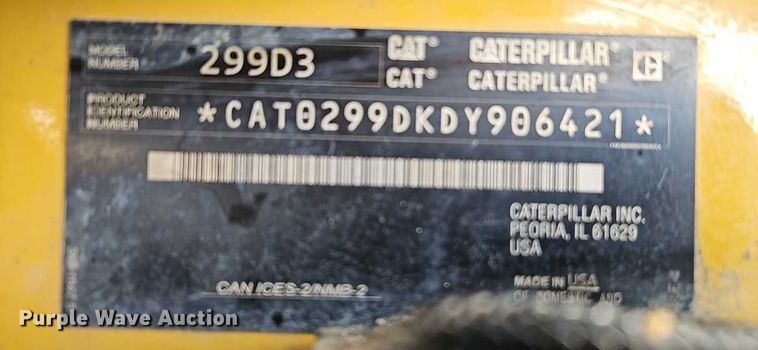 MODEL NUMBER 299D3 CAT® CATERPILLAR®
CAT® CATERPILLAR®
PRODUCT IDENTIFICATION NUMBER *CAT0299DKDY906421*
CATERPILLAR INC.
PEORIA, IL 61629
USA
CAN ICES-2/NMB-2
MADE IN USA
OF DOMESTIC AND
Purple Wave Auction